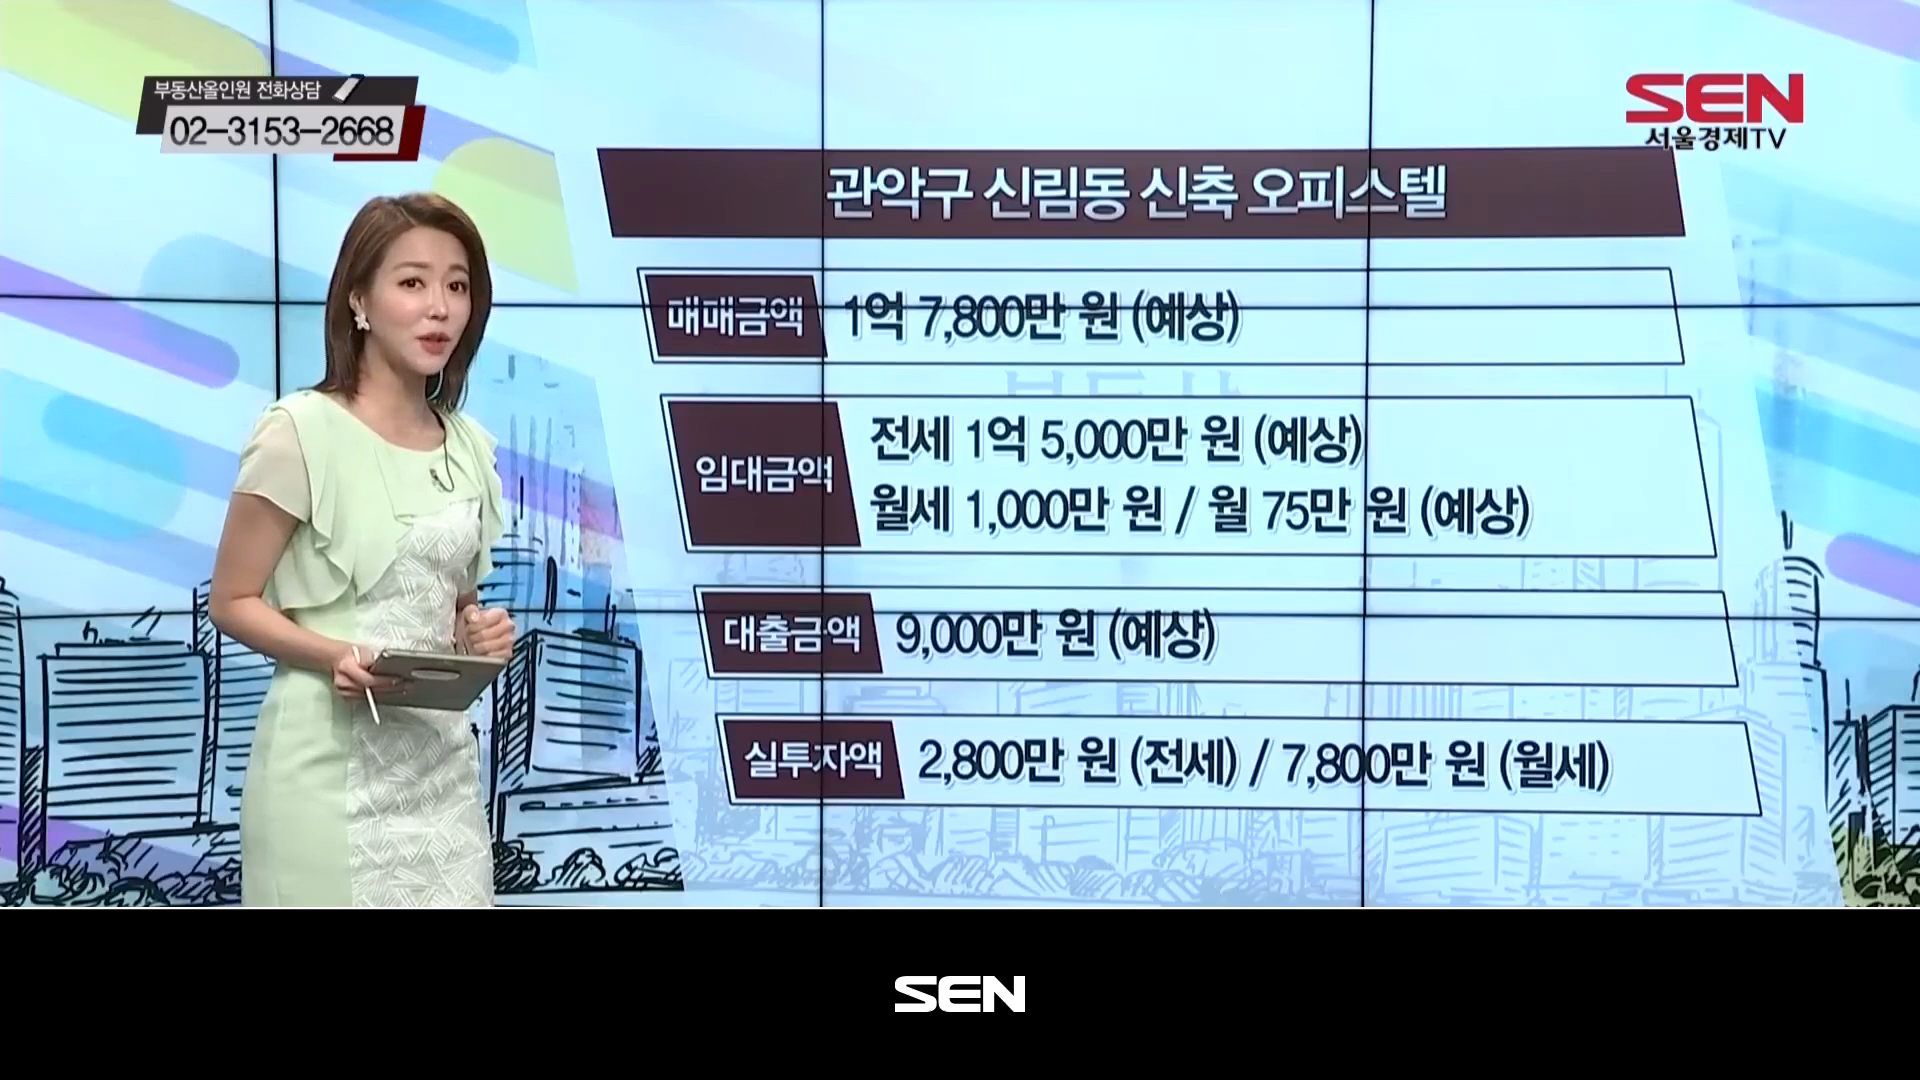 부동산올인원 전화상담
02-3153-2668
SEN
서울경제TV
관악구 신림동 신축 오피스텔
매매금액 1억 7,800만 원 (예상)
임대금액 전세 1억 5,000만 원 (예상)
월세 1,000만 원 / 월 75만 원 (예상)
대출금액 9,000만 원 (예상)
실투자액 2,800만 원 (전세) / 7,800만 원 (월세)
SEN